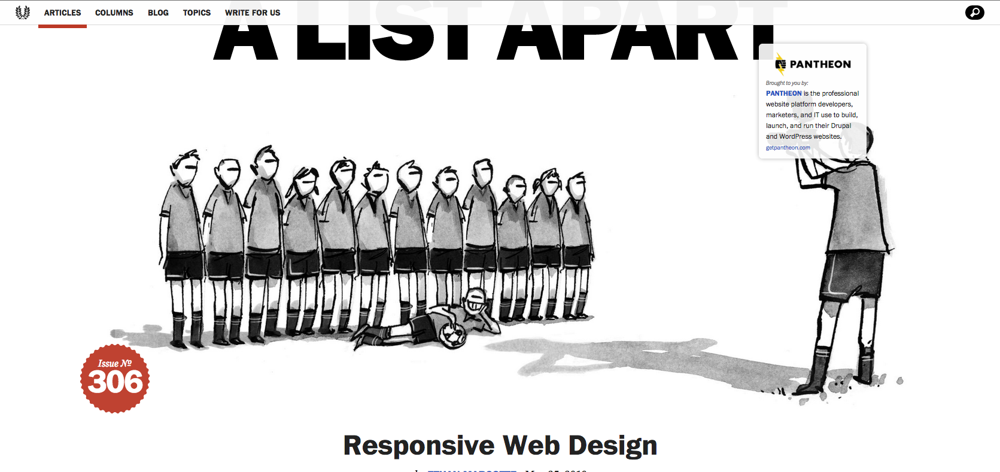 ARTICLES COLUMNS BLOG TOPICS WRITE FOR US
A LIST APART
PANTHEON
Brought to you by:
PANTHEON is the professional
website platform developers,
marketers, and IT use to build,
launch, and run their Drupal
and WordPress websites.
getpantheon.com
Issue Nº
306
Responsive Web Design